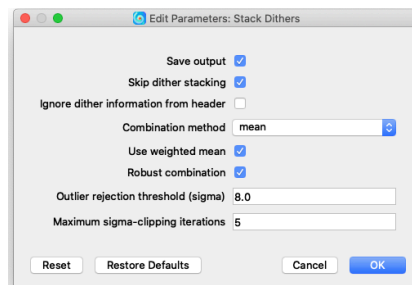 Edit Parameters: Stack Dithers
Save output
Skip dither stacking
Ignore dither information from header
Combination method mean
Use weighted mean
Robust combination
Outlier rejection threshold (sigma) 8.0
Maximum sigma-clipping iterations 5
Reset Restore Defaults Cancel OK